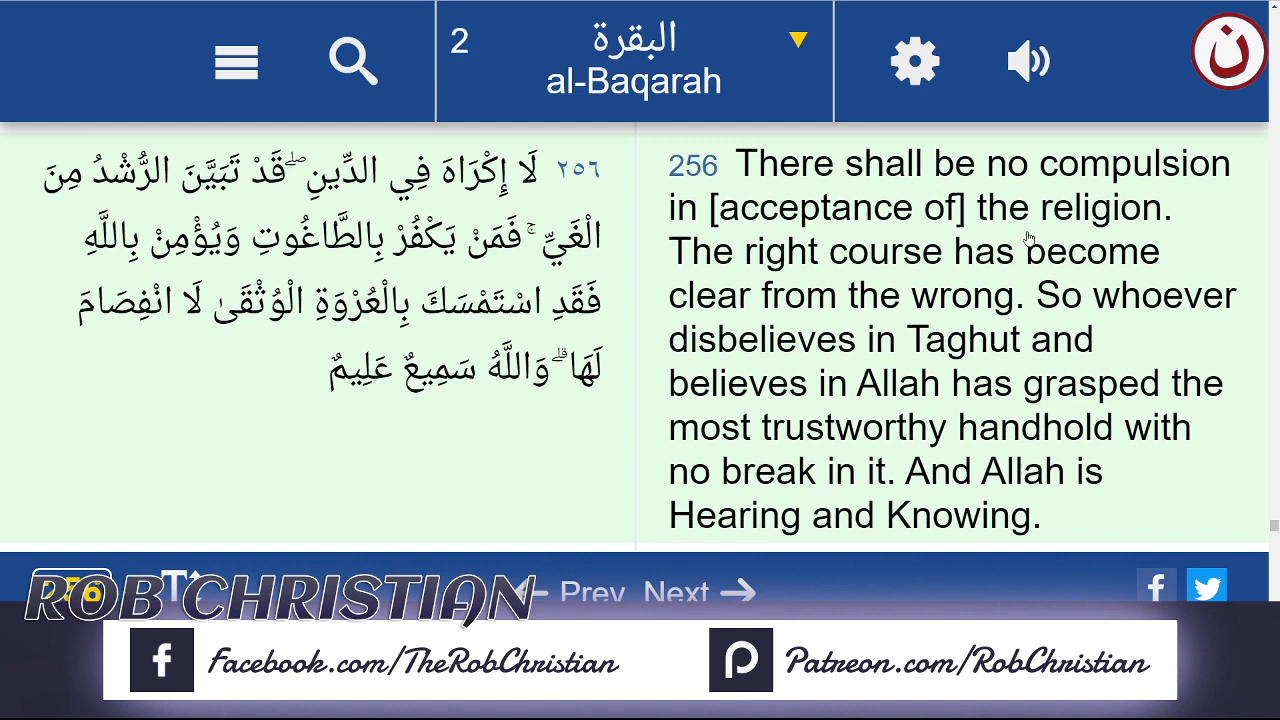 2
البقرة
al-Baqarah
ن
٢٥٦ لَا إِكْرَاهَ فِي الدِّينِ ۖ قَدْ تَبَيَّنَ الرُّشْدُ مِنَ
الْغَيِّ ۚ فَمَنْ يَكْفُرْ بِالطَّاغُوتِ وَيُؤْمِنْ بِاللَّهِ
فَقَدِ اسْتَمْسَكَ بِالْعُرْوَةِ الْوُثْقَىٰ لَا انْفِصَامَ
لَهَا ۗ وَاللَّهُ سَمِيعٌ عَلِيمٌ
256 There shall be no compulsion
in [acceptance of] the religion.
The right course has become
clear from the wrong. So whoever
disbelieves in Taghut and
believes in Allah has grasped the
most trustworthy handhold with
no break in it. And Allah is
Hearing and Knowing.
Prev Next
ROB CHRISTIAN
Facebook.com/TheRobChristian
Patreon.com/RobChristian